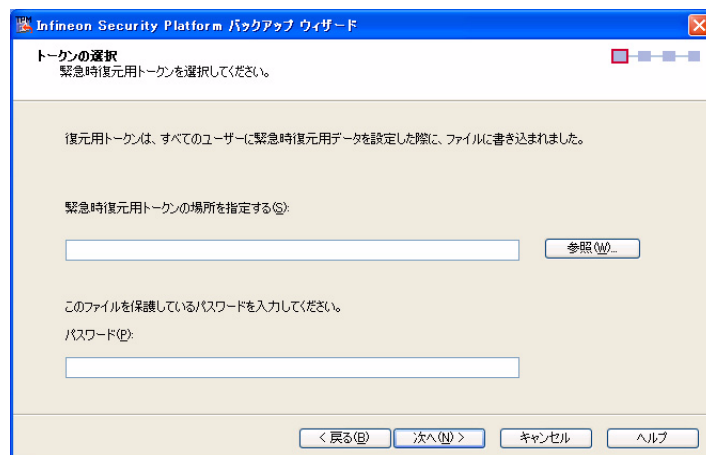 Infineon Security Platform バックアップ ウィザード
トークンの選択
緊急時復元用トークンを選択してください。
復元用トークンは、すべてのユーザーに緊急時復元用データを設定した際に、ファイルに書き込まれました。
緊急時復元用トークンの場所を指定する(S):
参照(W)...
このファイルを保護しているパスワードを入力してください。
パスワード(P):
< 戻る(B) 次へ(N) > キャンセル ヘルプ